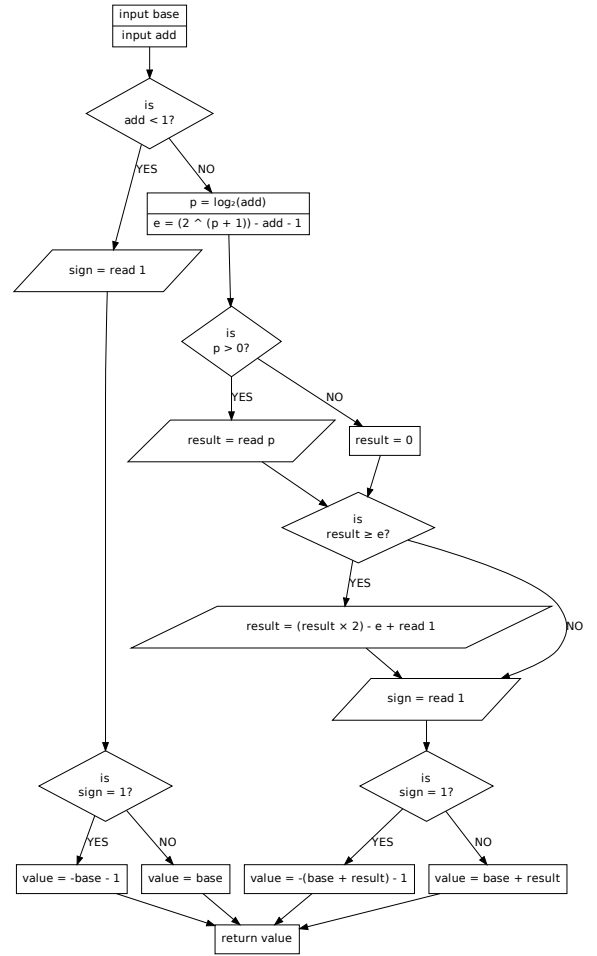 input base
input add
is
add < 1?
YES
NO
p = log₂(add)
e = (2 ^ (p + 1)) - add - 1
sign = read 1
is
p > 0?
YES
NO
result = read p
result = 0
is
result ≥ e?
YES
NO
result = (result × 2) - e + read 1
sign = read 1
is
sign = 1?
is
sign = 1?
YES
NO
YES
NO
value = -base - 1
value = base
value = -(base + result) - 1
value = base + result
return value